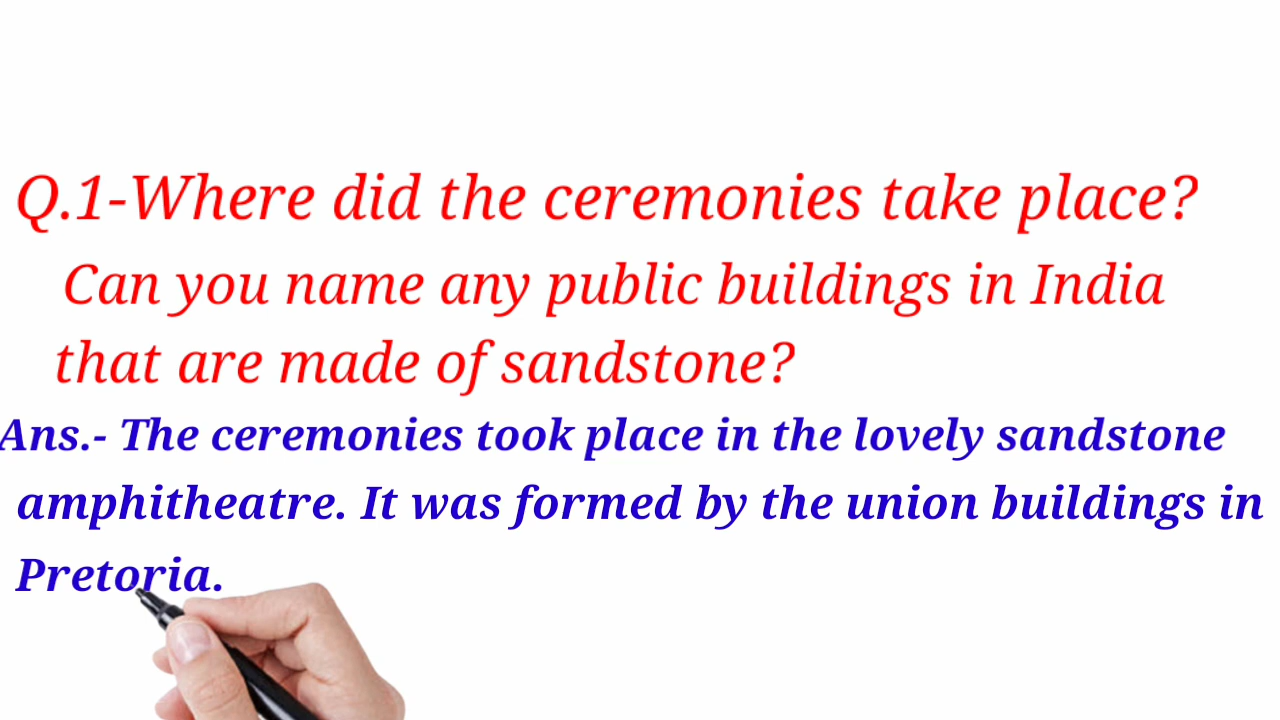 Q.1-Where did the ceremonies take place?
Can you name any public buildings in India
that are made of sandstone?
Ans.- The ceremonies took place in the lovely sandstone
amphitheatre. It was formed by the union buildings in
Pretoria.